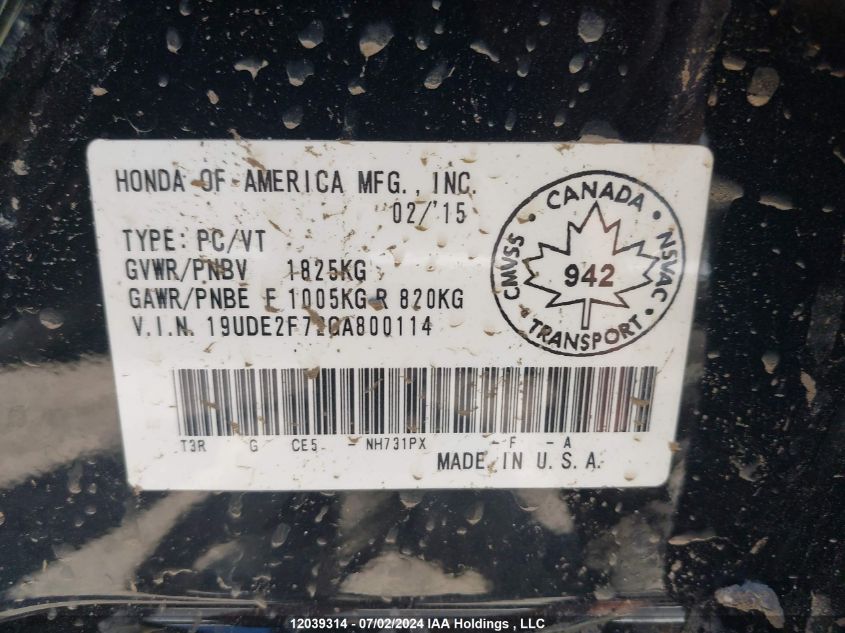 HONDA OF AMERICA MFG., INC.
02/'15
TYPE: PC/VT
GVWR/PNBV 1825KG
GAWR/PNBE F 1005KG R 820KG
V.I.N. 19UDE2F72GA800114
CANADA • NSVAC • TRANSPORT • CMVSS •
942
T3R G CE5 - NH731PX - F - A
MADE IN U.S.A.
12039314 - 07/02/2024 IAA Holdings , LLC